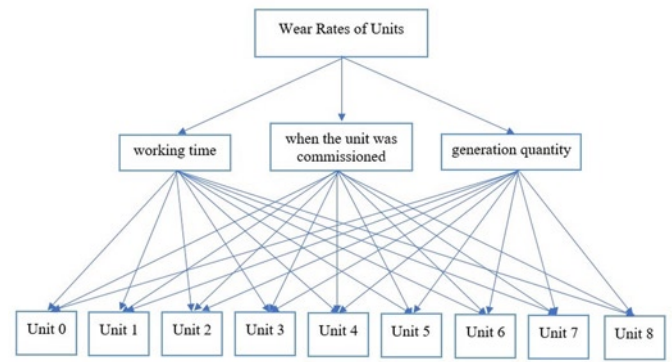 Wear Rates of Units
working time
when the unit was
commissioned
generation quantity
Unit 0
Unit 1
Unit 2
Unit 3
Unit 4
Unit 5
Unit 6
Unit 7
Unit 8